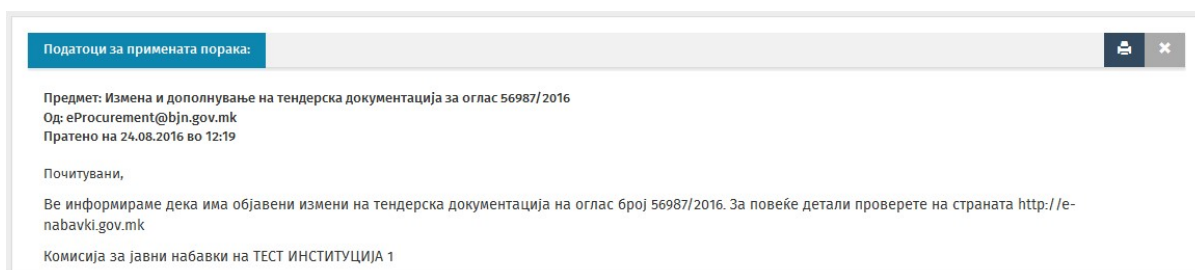 Податоци за примената порака:
Предмет: Измена и дополнување на тендерска документација за оглас 56987/2016
Од: eProcurement@bjn.gov.mk
Пратено на 24.08.2016 во 12:19
Почитувани,
Ве информираме дека има објавени измени на тендерска документација на оглас број 56987/2016. За повеќе детали проверете на страната http://e-
nabavki.gov.mk
Комисија за јавни набавки на ТЕСТ ИНСТИТУЦИЈА 1